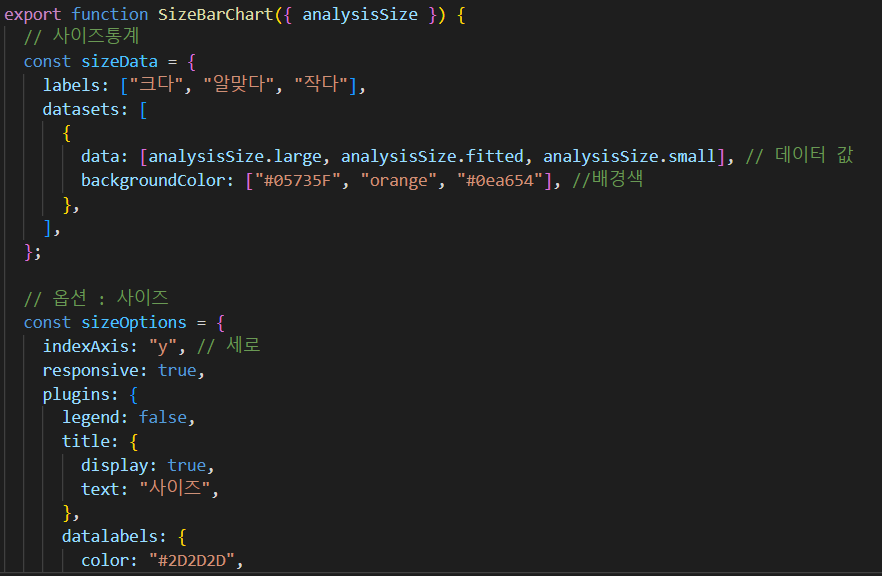 export function SizeBarChart({ analysisSize }) {
// 사이즈통계
const sizeData = {
labels: ["크다", "알맞다", "작다"],
datasets: [
{
data: [analysisSize.large, analysisSize.fitted, analysisSize.small], // 데이터 값
backgroundColor: ["#05735F", "orange", "#0ea654"], //배경색
},
],
};
// 옵션 : 사이즈
const sizeOptions = {
indexAxis: "y", // 세로
responsive: true,
plugins: {
legend: false,
title: {
display: true,
text: "사이즈",
},
datalabels: {
color: "#2D2D2D",